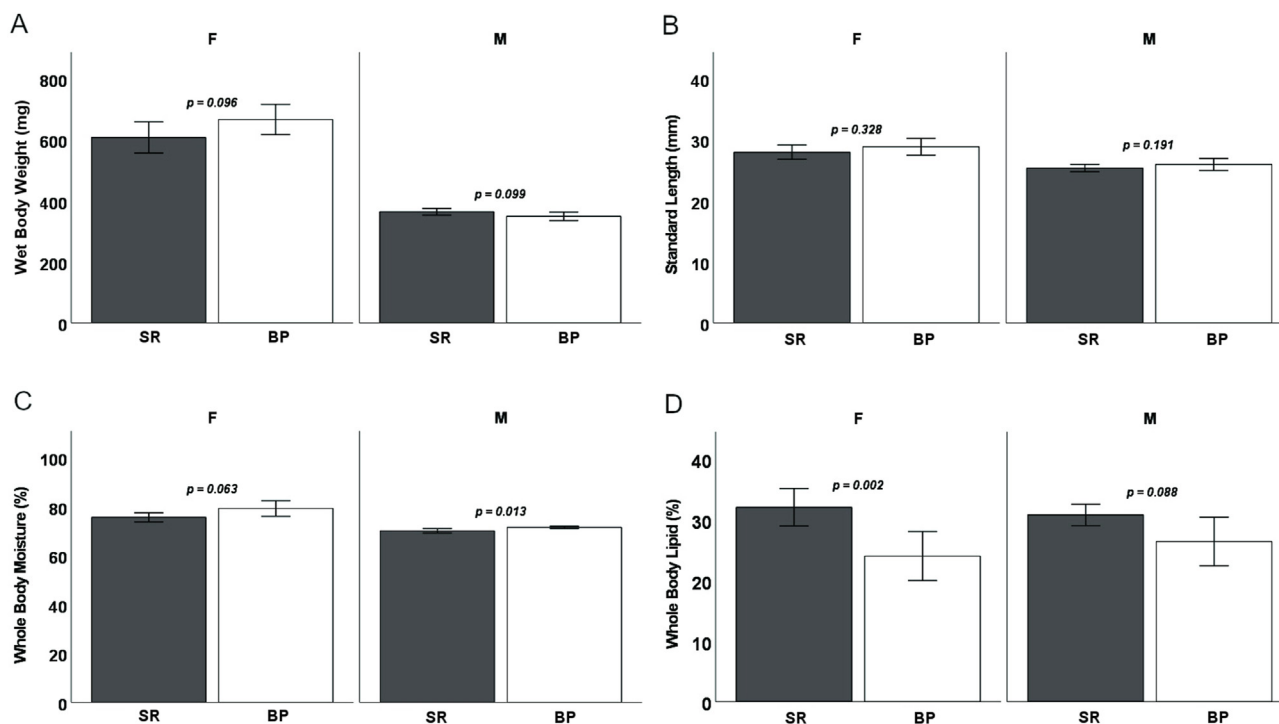 A
F
M
Wet Body Weight (mg)
800
600
400
200
0
p = 0.096
p = 0.099
SR
BP
SR
BP
B
F
M
Standard Length (mm)
40
30
20
10
0
p = 0.328
p = 0.191
SR
BP
SR
BP
C
F
M
Whole Body Moisture (%)
100
80
60
40
20
0
p = 0.063
p = 0.013
SR
BP
SR
BP
D
F
M
Whole Body Lipid (%)
40
30
20
10
0
p = 0.002
p = 0.088
SR
BP
SR
BP